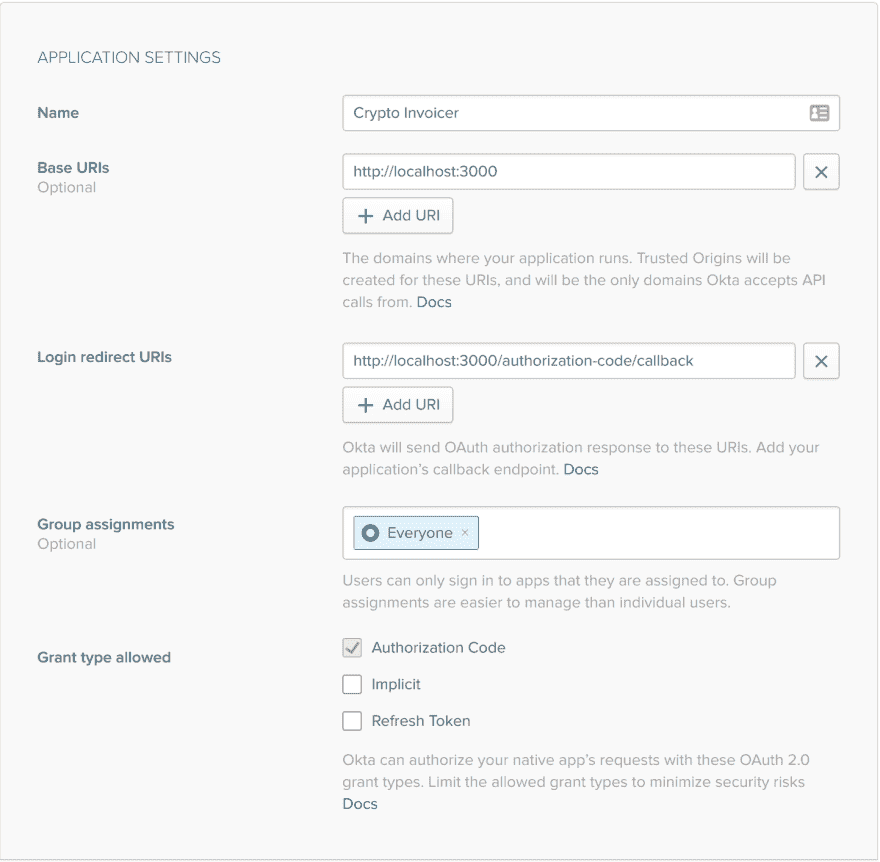 APPLICATION SETTINGS
Name
Crypto Invoicer
Base URIs
Optional
http://localhost:3000
Add URI
The domains where your application runs. Trusted Origins will be
created for these URIs, and will be the only domains Okta accepts API
calls from. Docs
Login redirect URIs
http://localhost:3000/authorization-code/callback
Add URI
Okta will send OAuth authorization response to these URIs. Add your
application's callback endpoint. Docs
Group assignments
Optional
Everyone ×
Users can only sign in to apps that they are assigned to. Group
assignments are easier to manage than individual users.
Grant type allowed
Authorization Code
Implicit
Refresh Token
Okta can authorize your native app's requests with these OAuth 2.0
grant types. Limit the allowed grant types to minimize security risks
Docs